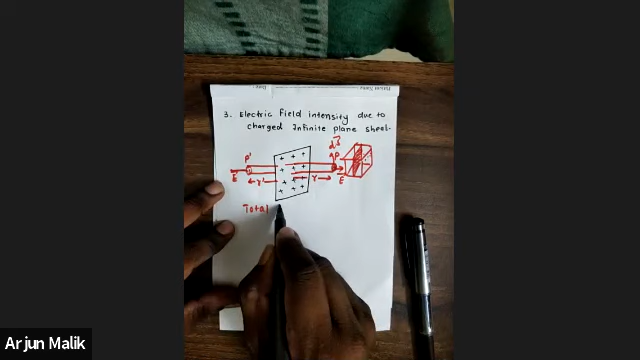 3. Electric field intensity due to
charged Infinite plane sheet
P'
E
r'
r
P
E
Total
Arjun Malik